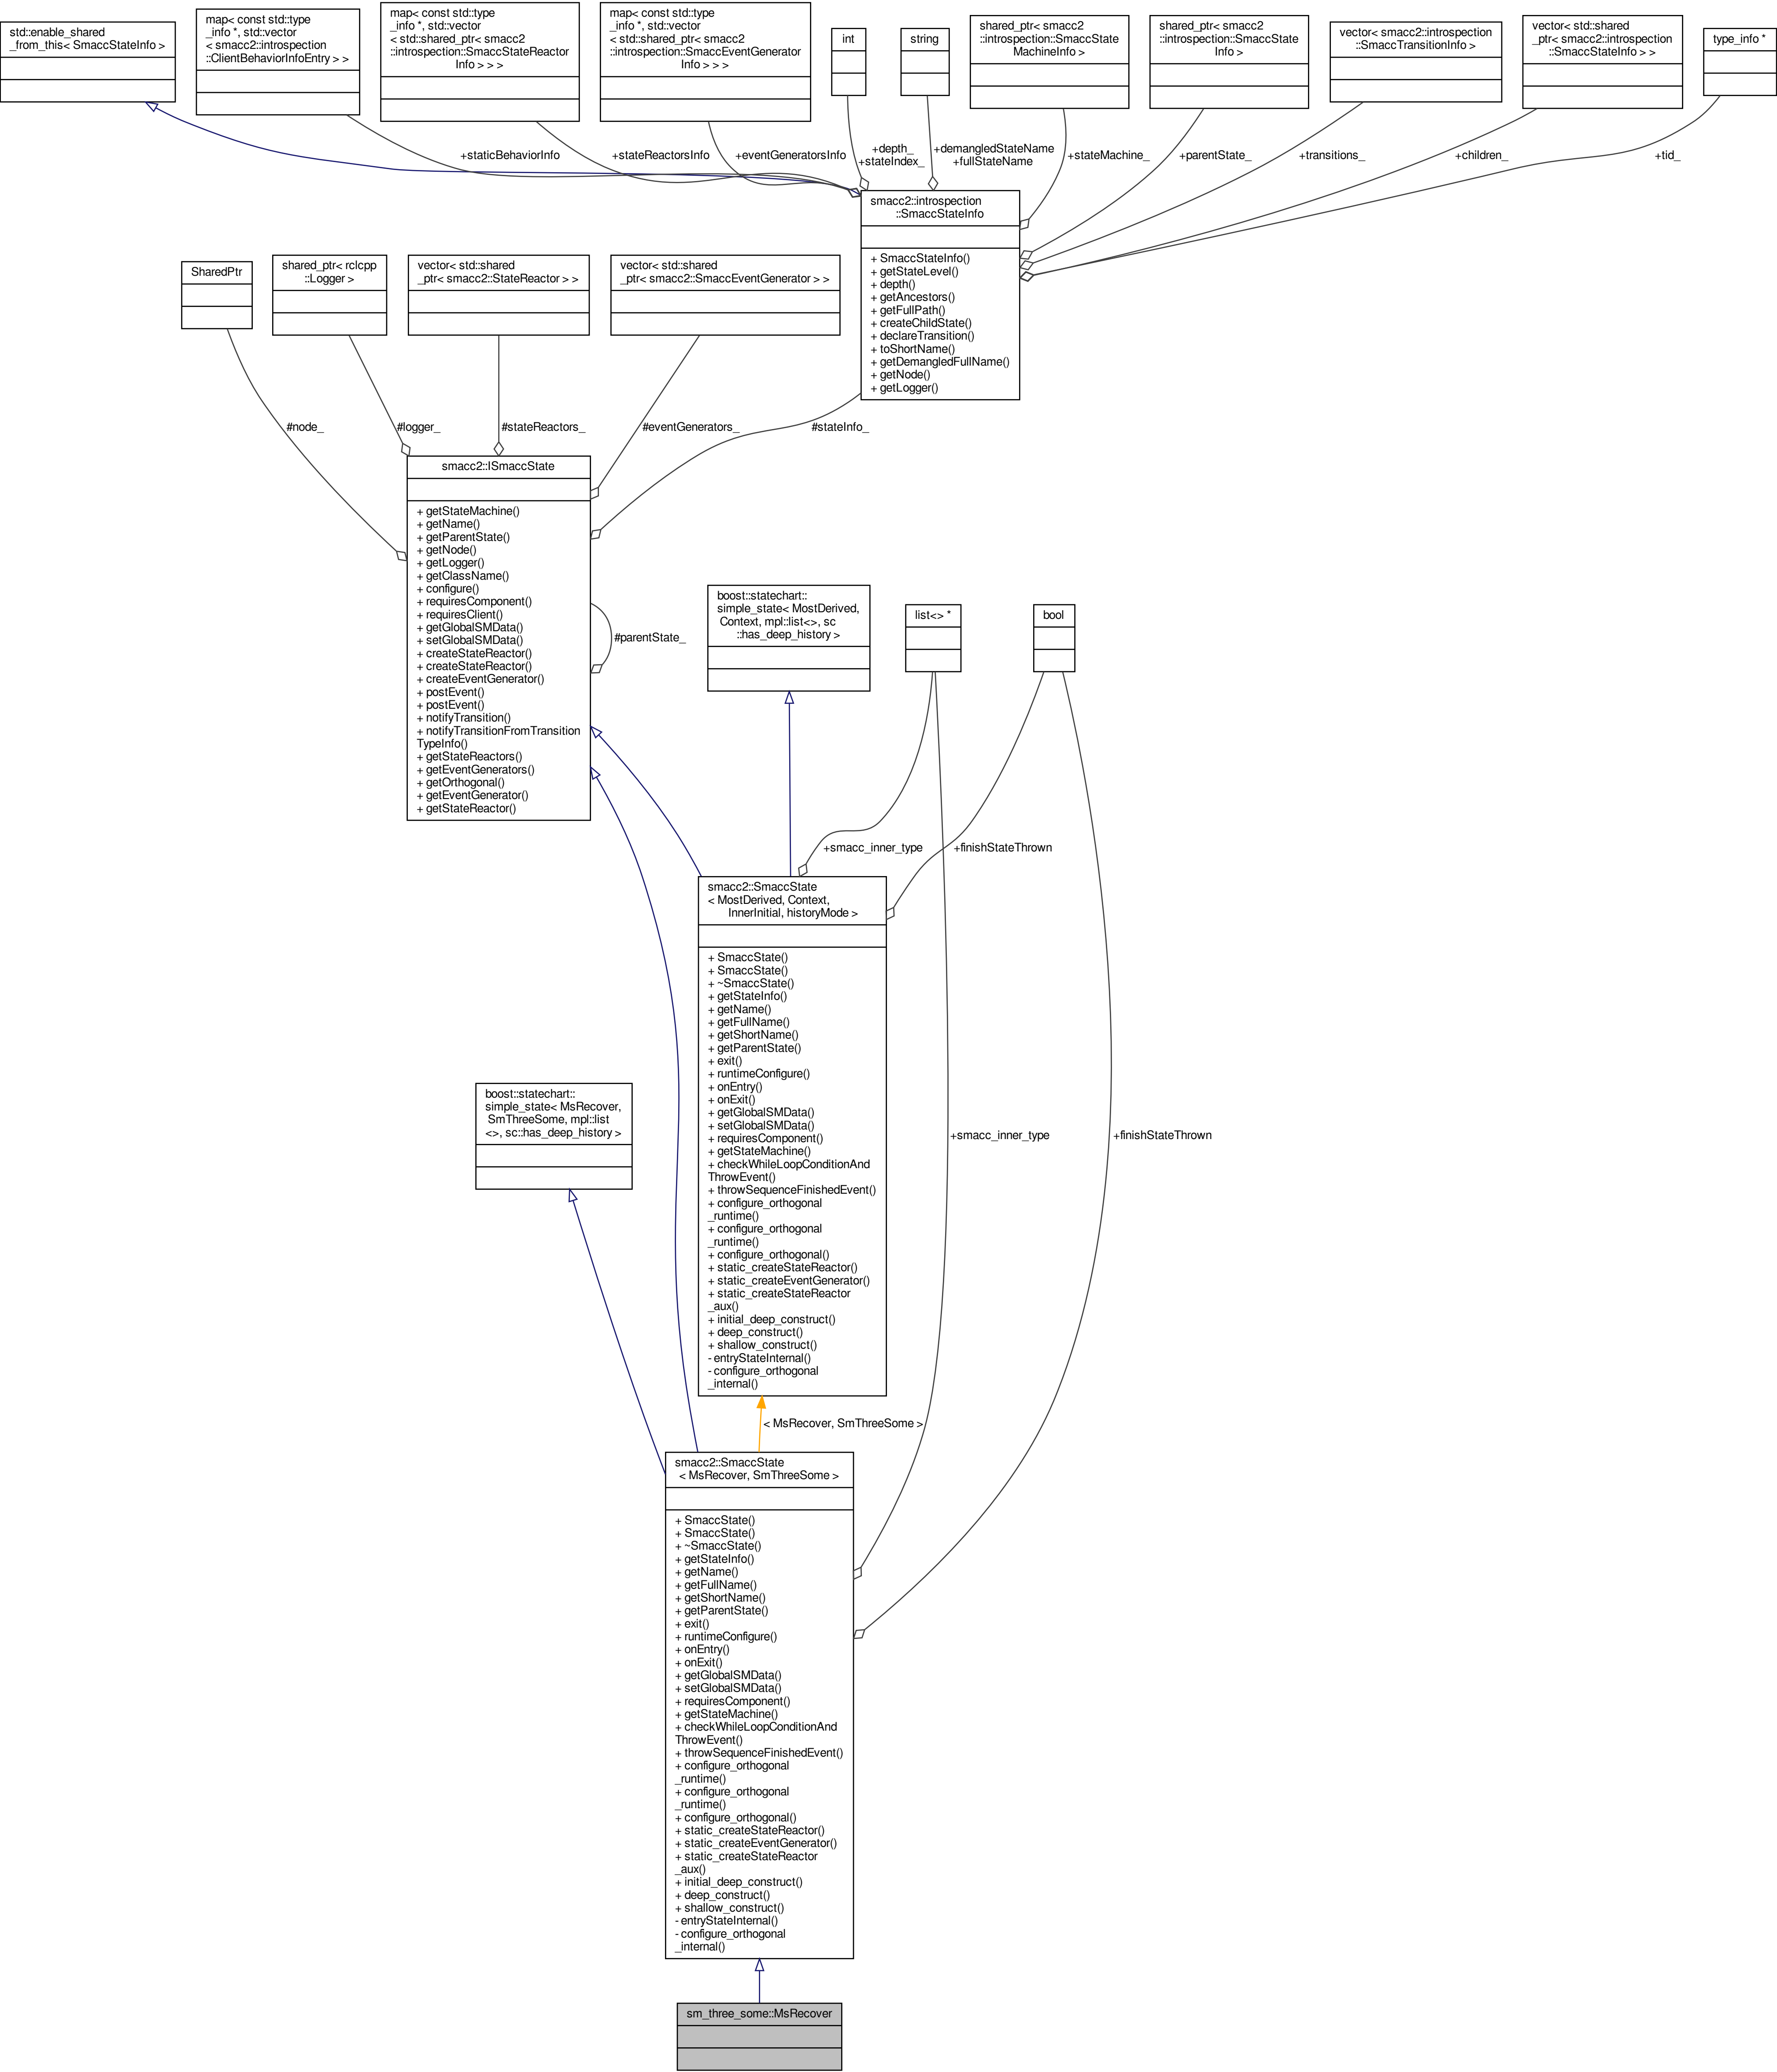 std::enable_shared
_from_this< SmaccStateInfo >
map< const std::type
_info *, std::vector
< smacc2::introspection
::ClientBehaviorInfoEntry > >
map< const std::type
_info *, std::vector
< std::shared_ptr< smacc2
::introspection::SmaccStateReactor
Info > > >
map< const std::type
_info *, std::vector
< std::shared_ptr< smacc2
::introspection::SmaccEventGenerator
Info > > >
int
string
shared_ptr< smacc2
::introspection::SmaccState
MachineInfo >
shared_ptr< smacc2
::introspection::SmaccState
Info >
vector< smacc2::introspection
::SmaccTransitionInfo >
vector< std::shared
_ptr< smacc2::introspection
::SmaccStateInfo > >
type_info *
+staticBehaviorInfo
+stateReactorsInfo
+eventGeneratorsInfo
+depth_
+stateIndex_
+demangledStateName
+fullStateName
+stateMachine_
+parentState_
+transitions_
+children_
+tid_
smacc2::introspection
::SmaccStateInfo
+ SmaccStateInfo()
+ getStateLevel()
+ depth()
+ getAncestors()
+ getFullPath()
+ createChildState()
+ declareTransition()
+ toShortName()
+ getDemangledFullName()
+ getNode()
+ getLogger()
SharedPtr
shared_ptr< rclcpp
::Logger >
vector< std::shared
_ptr< smacc2::StateReactor > >
vector< std::shared
_ptr< smacc2::SmaccEventGenerator > >
#node_
#logger_
#stateReactors_
#eventGenerators_
#stateInfo_
smacc2::ISmaccState
+ getStateMachine()
+ getName()
+ getParentState()
+ getNode()
+ getLogger()
+ getClassName()
+ configure()
+ requiresComponent()
+ requiresClient()
+ getGlobalSMData()
+ setGlobalSMData()
+ createStateReactor()
+ createStateReactor()
+ createEventGenerator()
+ postEvent()
+ postEvent()
+ notifyTransition()
+ notifyTransitionFromTransition
TypeInfo()
+ getStateReactors()
+ getEventGenerators()
+ getOrthogonal()
+ getEventGenerator()
+ getStateReactor()
#parentState_
boost::statechart::
simple_state< MostDerived,
Context, mpl::list<>, sc
::has_deep_history >
list<> *
bool
+smacc_inner_type
+finishStateThrown
smacc2::SmaccState
< MostDerived, Context,
InnerInitial, historyMode >
+ SmaccState()
+ SmaccState()
+ ~SmaccState()
+ getStateInfo()
+ getName()
+ getFullName()
+ getShortName()
+ getParentState()
+ exit()
+ runtimeConfigure()
+ onEntry()
+ onExit()
+ getGlobalSMData()
+ setGlobalSMData()
+ requiresComponent()
+ getStateMachine()
+ checkWhileLoopConditionAnd
ThrowEvent()
+ throwSequenceFinishedEvent()
+ configure_orthogonal
_runtime()
+ configure_orthogonal
_runtime()
+ configure_orthogonal()
+ static_createStateReactor()
+ static_createEventGenerator()
+ static_createStateReactor
_aux()
+ initial_deep_construct()
+ deep_construct()
+ shallow_construct()
- entryStateInternal()
- configure_orthogonal
_internal()
boost::statechart::
simple_state< MsRecover,
SmThreeSome, mpl::list
<>, sc::has_deep_history >
+smacc_inner_type
+finishStateThrown
< MsRecover, SmThreeSome >
smacc2::SmaccState
< MsRecover, SmThreeSome >
+ SmaccState()
+ SmaccState()
+ ~SmaccState()
+ getStateInfo()
+ getName()
+ getFullName()
+ getShortName()
+ getParentState()
+ exit()
+ runtimeConfigure()
+ onEntry()
+ onExit()
+ getGlobalSMData()
+ setGlobalSMData()
+ requiresComponent()
+ getStateMachine()
+ checkWhileLoopConditionAnd
ThrowEvent()
+ throwSequenceFinishedEvent()
+ configure_orthogonal
_runtime()
+ configure_orthogonal
_runtime()
+ configure_orthogonal()
+ static_createStateReactor()
+ static_createEventGenerator()
+ static_createStateReactor
_aux()
+ initial_deep_construct()
+ deep_construct()
+ shallow_construct()
- entryStateInternal()
- configure_orthogonal
_internal()
sm_three_some::MsRecover